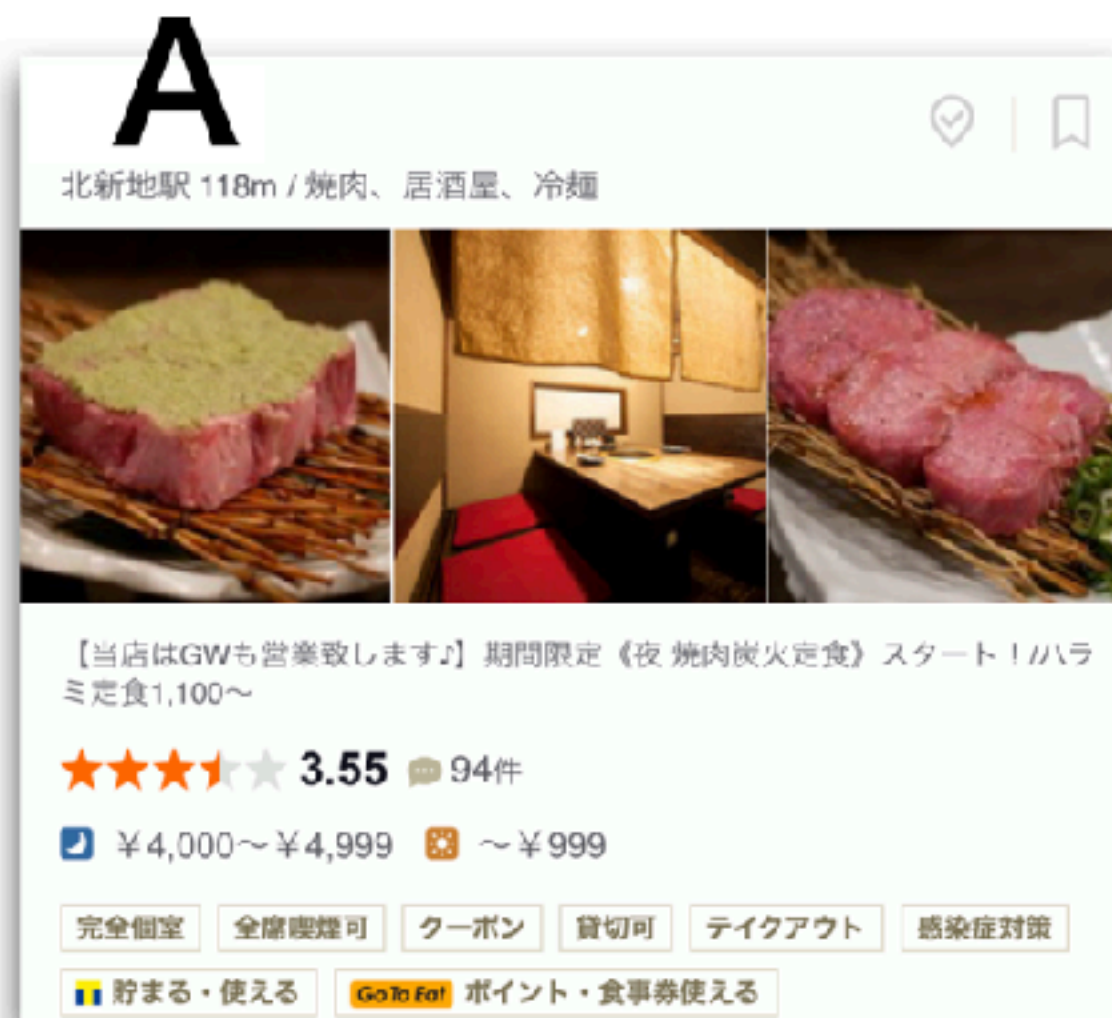 A
北新地駅 118m / 焼肉、居酒屋、冷麺
【当店はGWも営業致します♪】期間限定《夜 焼肉炭火定食》スタート！//ハラ
ミ定食1,100～
3.55 94件
￥4,000～￥4,999 ～￥999
完全個室 全席喫煙可 クーポン 貸切可 テイクアウト 感染症対策
T 貯まる・使える Go To Eat ポイント・食事券使える